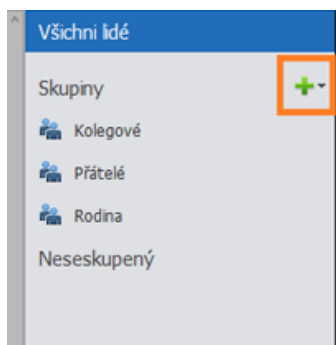 Všichni lidé
Skupiny
Kolegové
Přátelé
Rodina
Neseskupený